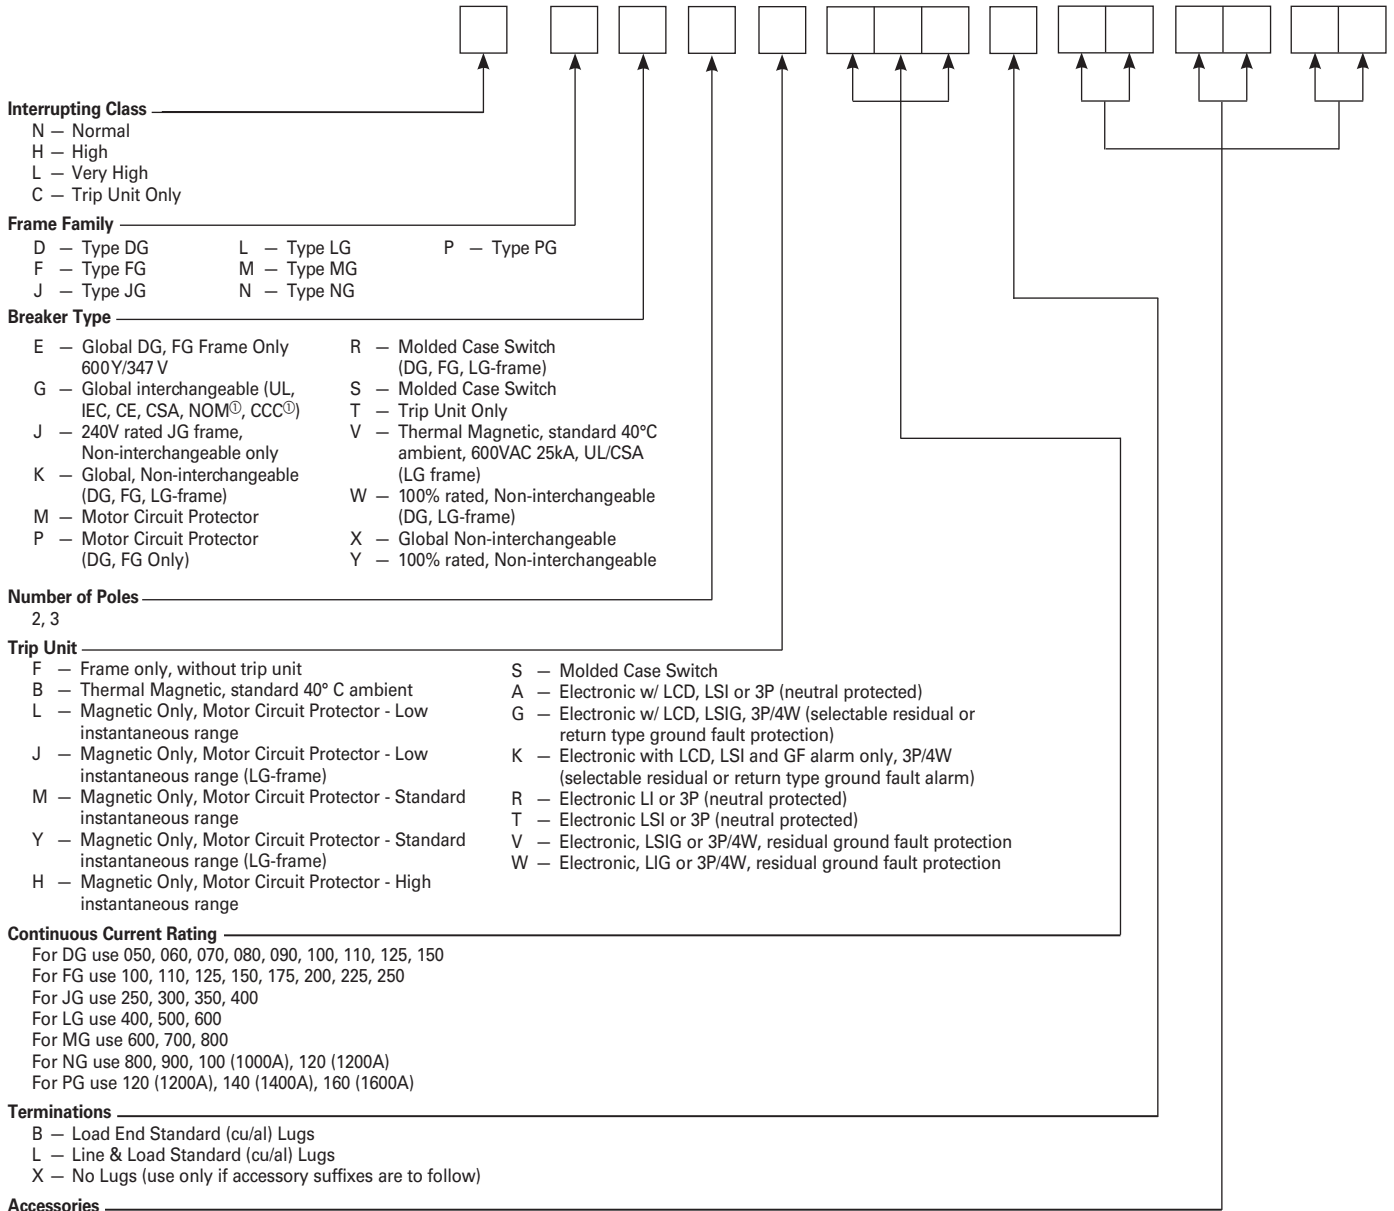 Interrupting Class
N — Normal
H — High
L — Very High
C — Trip Unit Only
Frame Family
D — Type DG
F — Type FG
J — Type JG
L — Type LG
M — Type MG
N — Type NG
P — Type PG
Breaker Type
E — Global DG, FG Frame Only
600Y/347 V
G — Global interchangeable (UL,
IEC, CE, CSA, NOM①, CCC①)
J — 240V rated JG frame,
Non-interchangeable only
K — Global, Non-interchangeable
(DG, FG, LG-frame)
M — Motor Circuit Protector
P — Motor Circuit Protector
(DG, FG Only)
R — Molded Case Switch
(DG, FG, LG-frame)
S — Molded Case Switch
T — Trip Unit Only
V — Thermal Magnetic, standard 40°C
ambient, 600VAC 25kA, UL/CSA
(LG frame)
W — 100% rated, Non-interchangeable
(DG, LG-frame)
X — Global Non-interchangeable
Y — 100% rated, Non-interchangeable
Number of Poles
2, 3
Trip Unit
F — Frame only, without trip unit
B — Thermal Magnetic, standard 40° C ambient
L — Magnetic Only, Motor Circuit Protector - Low
instantaneous range
J — Magnetic Only, Motor Circuit Protector - Low
instantaneous range (LG-frame)
M — Magnetic Only, Motor Circuit Protector - Standard
instantaneous range
Y — Magnetic Only, Motor Circuit Protector - Standard
instantaneous range (LG-frame)
H — Magnetic Only, Motor Circuit Protector - High
instantaneous range
S — Molded Case Switch
A — Electronic w/ LCD, LSI or 3P (neutral protected)
G — Electronic w/ LCD, LSIG, 3P/4W (selectable residual or
return type ground fault protection)
K — Electronic with LCD, LSI and GF alarm only, 3P/4W
(selectable residual or return type ground fault alarm)
R — Electronic LI or 3P (neutral protected)
T — Electronic LSI or 3P (neutral protected)
V — Electronic, LSIG or 3P/4W, residual ground fault protection
W — Electronic, LIG or 3P/4W, residual ground fault protection
Continuous Current Rating
For DG use 050, 060, 070, 080, 090, 100, 110, 125, 150
For FG use 100, 110, 125, 150, 175, 200, 225, 250
For JG use 250, 300, 350, 400
For LG use 400, 500, 600
For MG use 600, 700, 800
For NG use 800, 900, 100 (1000A), 120 (1200A)
For PG use 120 (1200A), 140 (1400A), 160 (1600A)
Terminations
B — Load End Standard (cu/al) Lugs
L — Line & Load Standard (cu/al) Lugs
X — No Lugs (use only if accessory suffixes are to follow)
Accessories